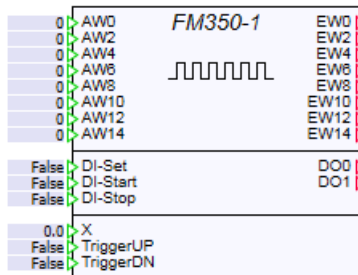 FM350-1
0 AW0 EW0
0 AW2 EW2
0 AW4 EW4
0 AW6 EW6
0 AW8 EW8
0 AW10 EW10
0 AW12 EW12
0 AW14 EW14
False DI-Set DO0
False DI-Start DO1
False DI-Stop
0.0 X
False TriggerUP
False TriggerDN